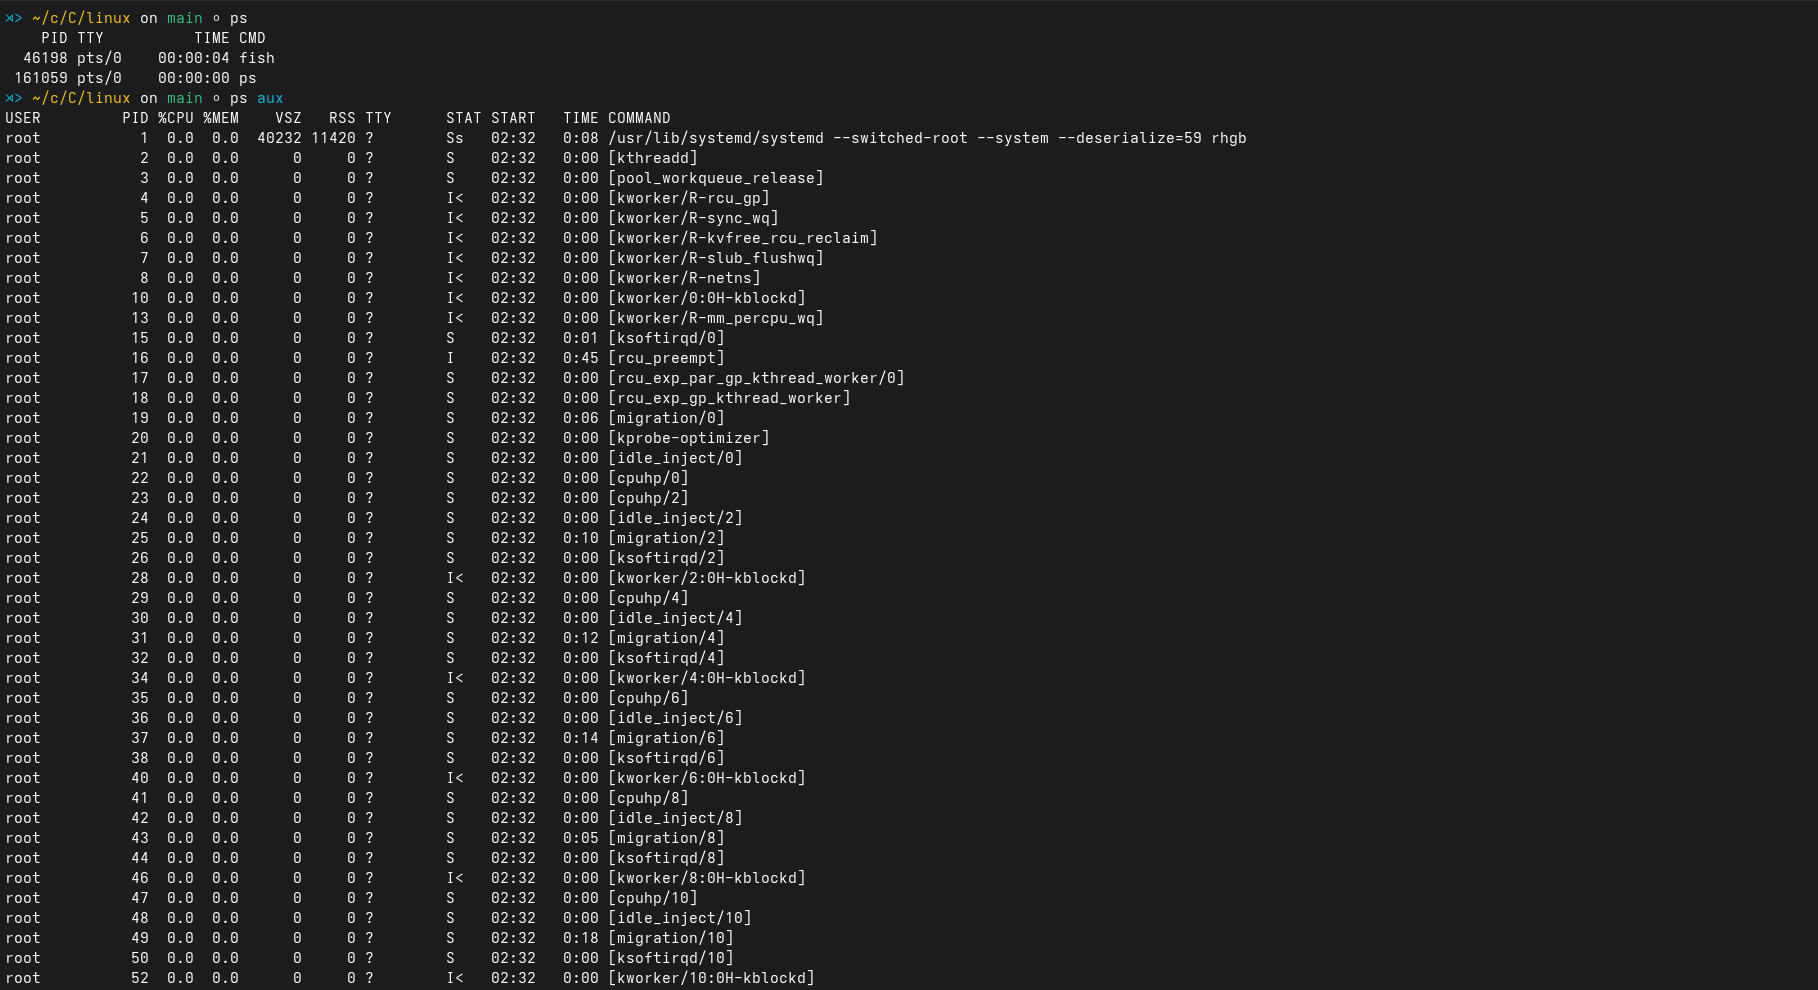 ⋊> ~/c/C/linux on main ∘ ps
    PID TTY          TIME CMD
  46198 pts/0    00:00:04 fish
 161059 pts/0    00:00:00 ps
⋊> ~/c/C/linux on main ∘ ps aux
USER         PID %CPU %MEM    VSZ   RSS TTY      STAT START   TIME COMMAND
root           1  0.0  0.0  40232 11420 ?        Ss   02:32   0:08 /usr/lib/systemd/systemd --switched-root --system --deserialize=59 rhgb
root           2  0.0  0.0      0     0 ?        S    02:32   0:00 [kthreadd]
root           3  0.0  0.0      0     0 ?        S    02:32   0:00 [pool_workqueue_release]
root           4  0.0  0.0      0     0 ?        I<   02:32   0:00 [kworker/R-rcu_gp]
root           5  0.0  0.0      0     0 ?        I<   02:32   0:00 [kworker/R-sync_wq]
root           6  0.0  0.0      0     0 ?        I<   02:32   0:00 [kworker/R-kvfree_rcu_reclaim]
root           7  0.0  0.0      0     0 ?        I<   02:32   0:00 [kworker/R-slub_flushwq]
root           8  0.0  0.0      0     0 ?        I<   02:32   0:00 [kworker/R-netns]
root          10  0.0  0.0      0     0 ?        I<   02:32   0:00 [kworker/0:0H-kblockd]
root          13  0.0  0.0      0     0 ?        I<   02:32   0:00 [kworker/R-mm_percpu_wq]
root          15  0.0  0.0      0     0 ?        S    02:32   0:01 [ksoftirqd/0]
root          16  0.0  0.0      0     0 ?        I    02:32   0:45 [rcu_preempt]
root          17  0.0  0.0      0     0 ?        S    02:32   0:00 [rcu_exp_par_gp_kthread_worker/0]
root          18  0.0  0.0      0     0 ?        S    02:32   0:00 [rcu_exp_gp_kthread_worker]
root          19  0.0  0.0      0     0 ?        S    02:32   0:06 [migration/0]
root          20  0.0  0.0      0     0 ?        S    02:32   0:00 [kprobe-optimizer]
root          21  0.0  0.0      0     0 ?        S    02:32   0:00 [idle_inject/0]
root          22  0.0  0.0      0     0 ?        S    02:32   0:00 [cpuhp/0]
root          23  0.0  0.0      0     0 ?        S    02:32   0:00 [cpuhp/2]
root          24  0.0  0.0      0     0 ?        S    02:32   0:00 [idle_inject/2]
root          25  0.0  0.0      0     0 ?        S    02:32   0:10 [migration/2]
root          26  0.0  0.0      0     0 ?        S    02:32   0:00 [ksoftirqd/2]
root          28  0.0  0.0      0     0 ?        I<   02:32   0:00 [kworker/2:0H-kblockd]
root          29  0.0  0.0      0     0 ?        S    02:32   0:00 [cpuhp/4]
root          30  0.0  0.0      0     0 ?        S    02:32   0:00 [idle_inject/4]
root          31  0.0  0.0      0     0 ?        S    02:32   0:12 [migration/4]
root          32  0.0  0.0      0     0 ?        S    02:32   0:00 [ksoftirqd/4]
root          34  0.0  0.0      0     0 ?        I<   02:32   0:00 [kworker/4:0H-kblockd]
root          35  0.0  0.0      0     0 ?        S    02:32   0:00 [cpuhp/6]
root          36  0.0  0.0      0     0 ?        S    02:32   0:00 [idle_inject/6]
root          37  0.0  0.0      0     0 ?        S    02:32   0:14 [migration/6]
root          38  0.0  0.0      0     0 ?        S    02:32   0:00 [ksoftirqd/6]
root          40  0.0  0.0      0     0 ?        I<   02:32   0:00 [kworker/6:0H-kblockd]
root          41  0.0  0.0      0     0 ?        S    02:32   0:00 [cpuhp/8]
root          42  0.0  0.0      0     0 ?        S    02:32   0:00 [idle_inject/8]
root          43  0.0  0.0      0     0 ?        S    02:32   0:05 [migration/8]
root          44  0.0  0.0      0     0 ?        S    02:32   0:00 [ksoftirqd/8]
root          46  0.0  0.0      0     0 ?        I<   02:32   0:00 [kworker/8:0H-kblockd]
root          47  0.0  0.0      0     0 ?        S    02:32   0:00 [cpuhp/10]
root          48  0.0  0.0      0     0 ?        S    02:32   0:00 [idle_inject/10]
root          49  0.0  0.0      0     0 ?        S    02:32   0:18 [migration/10]
root          50  0.0  0.0      0     0 ?        S    02:32   0:00 [ksoftirqd/10]
root          52  0.0  0.0      0     0 ?        I<   02:32   0:00 [kworker/10:0H-kblockd]